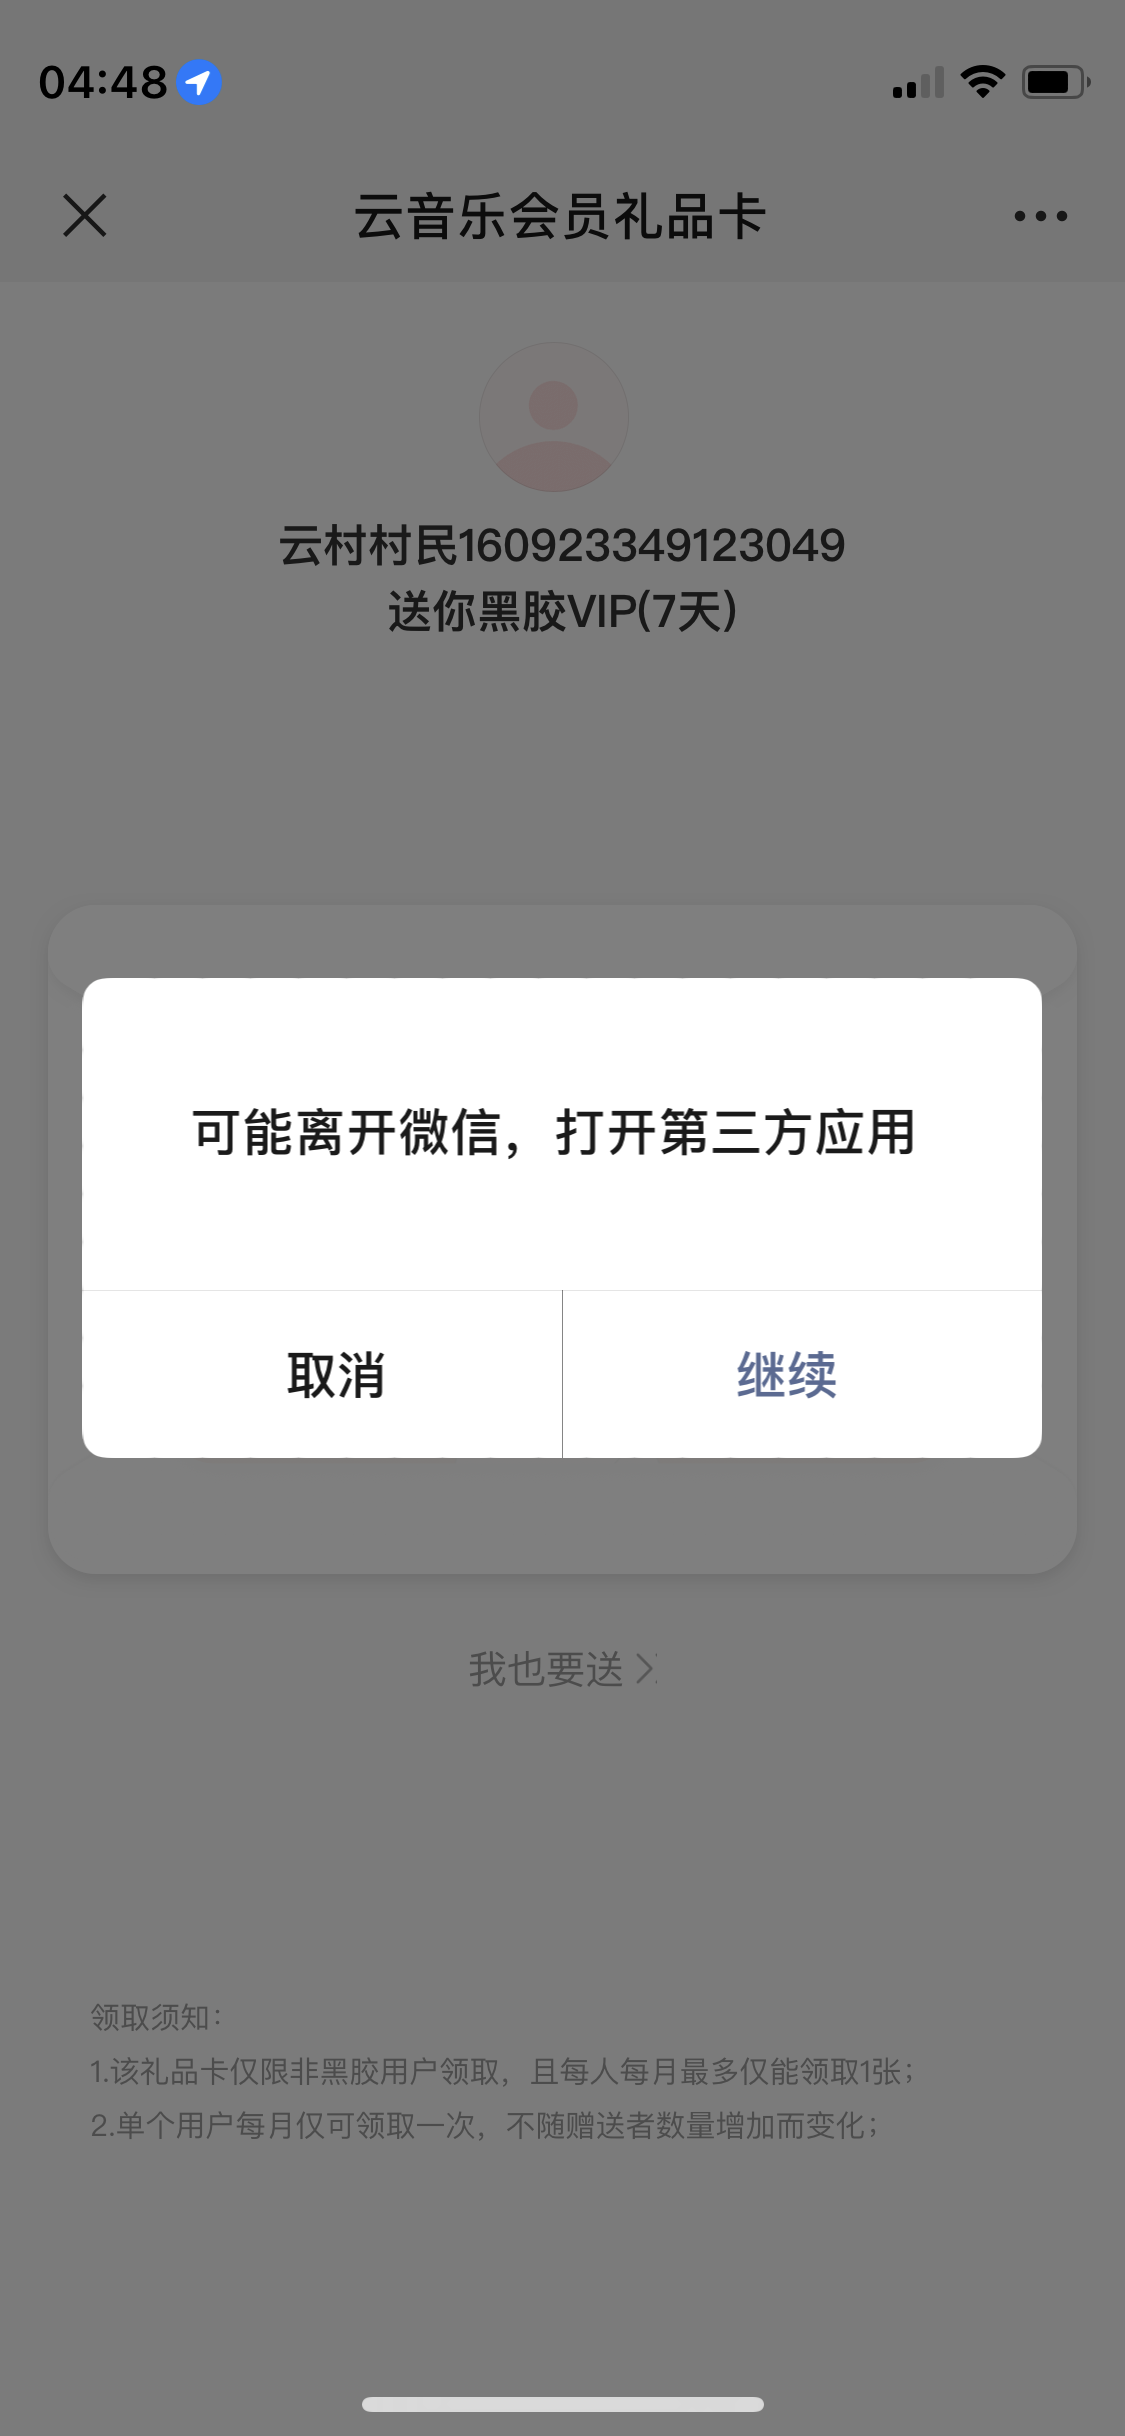 04:48
云音乐会员礼品卡
云村村民160923349123049
送你黑胶VIP(7天)
可能离开微信，打开第三方应用
取消
继续
我也要送
领取须知：
1.该礼品卡仅限非黑胶用户领取，且每人每月最多仅能领取1张；
2.单个用户每月仅可领取一次，不随赠送者数量增加而变化；